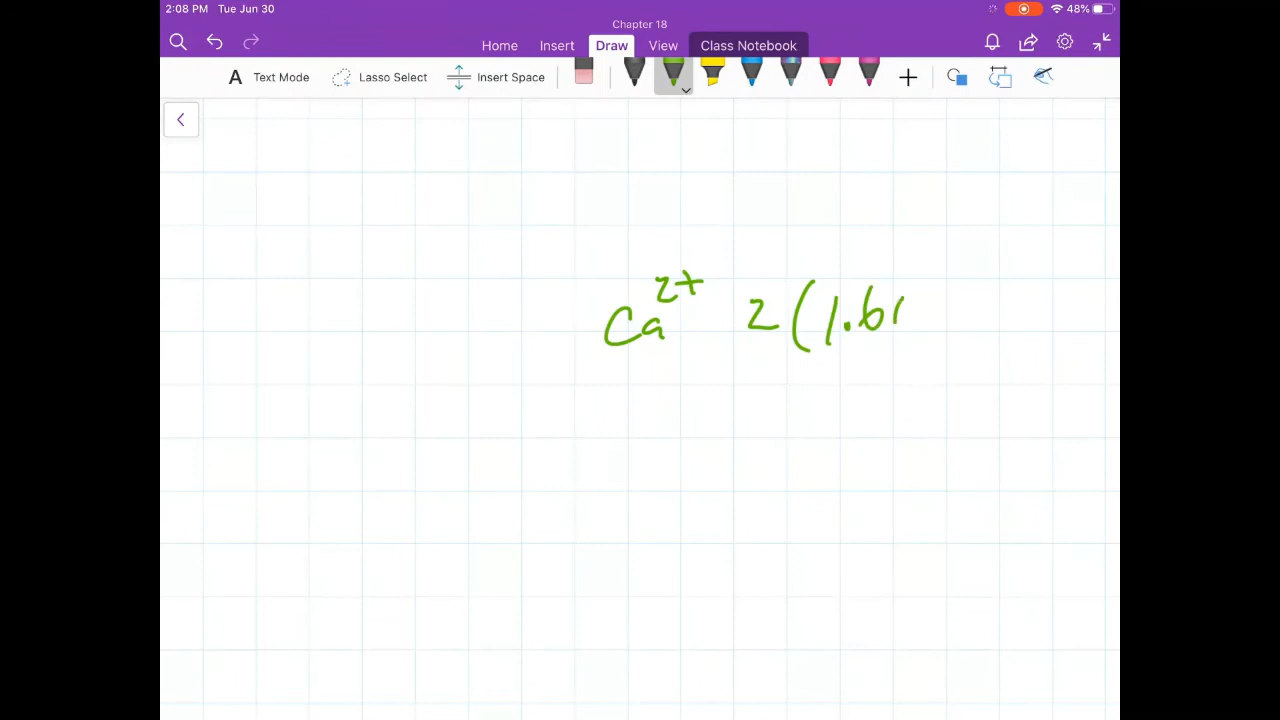 2:08 PM Tue Jun 30
48%
Chapter 18
Home Insert Draw View Class Notebook
A Text Mode Lasso Select Insert Space
Ca²⁺ 2(1.6